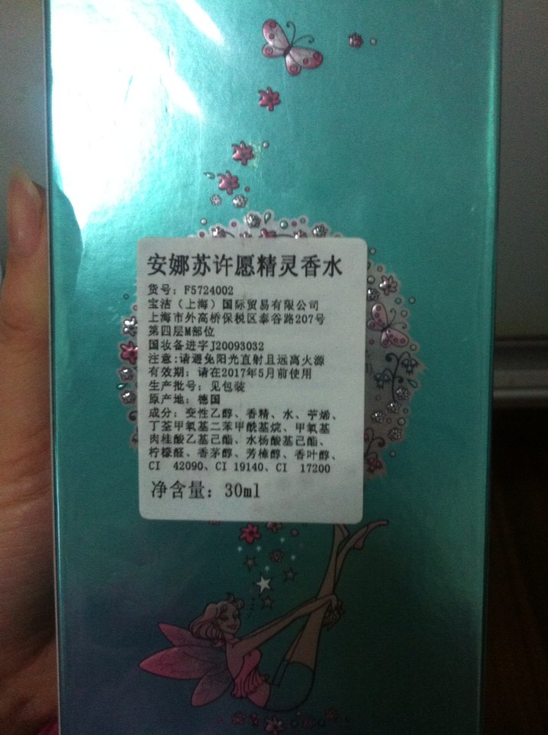 安娜苏许愿精灵香水
货号：F5724002
宝洁（上海）国际贸易有限公司
上海市外高桥保税区泰谷路207号
第四层M部位
国妆备进字J20093032
注意:请避免阳光直射且远离火源
有效期：请在2017年5月前使用
生产批号：见包装
原产地：德国
成分：变性乙醇、香精、水、苧烯、
丁荃甲氧基二苯甲酰基烷、甲氧基
肉桂酸乙基己酯、水杨酸基己酯、
柠檬醛、香茅醇、芳樟醇、香叶醇、
CI 42090、CI 19140、CI 17200
净含量：30ml